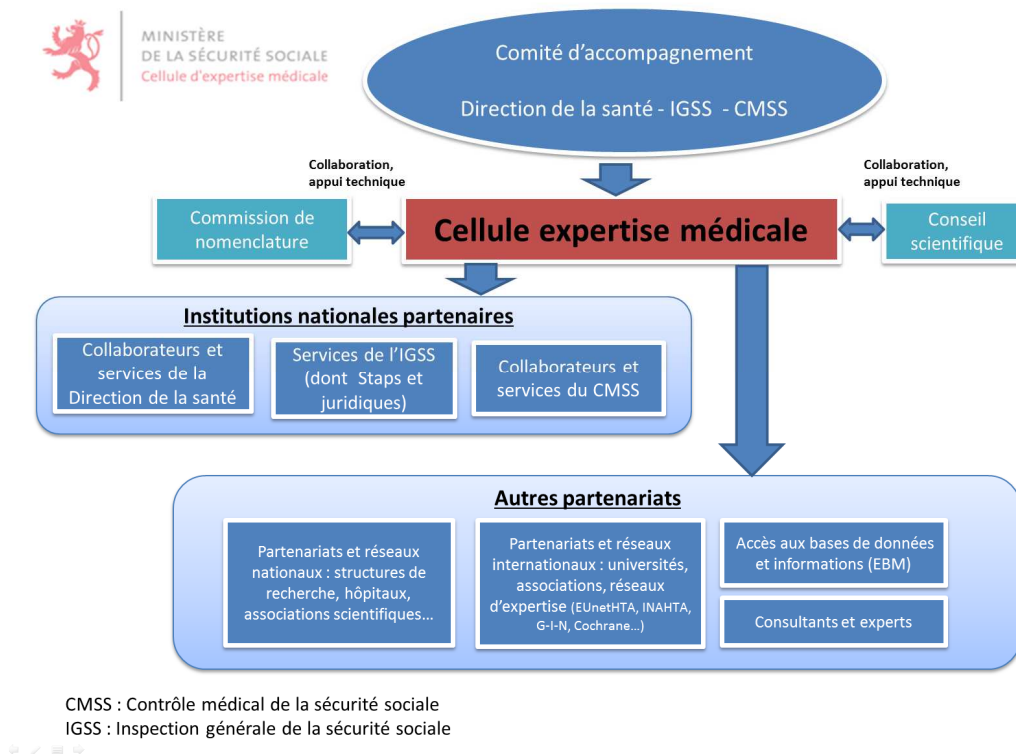 MINISTÈRE
DE LA SÉCURITÉ SOCIALE
Cellule d'expertise médicale
Comité d'accompagnement
Direction de la santé - IGSS - CMSS
Collaboration,
appui technique
Collaboration,
appui technique
Commission de
nomenclature
Cellule expertise médicale
Conseil
scientifique
Institutions nationales partenaires
Collaborateurs et
services de la
Direction de la santé
Services de l'IGSS
(dont Staps et
juridiques)
Collaborateurs et
services du CMSS
Autres partenariats
Partenariats et réseaux
nationaux : structures de
recherche, hôpitaux,
associations scientifiques...
Partenariats et réseaux
internationaux : universités,
associations, réseaux
d'expertise (EUnetHTA, INAHTA,
G-I-N, Cochrane...)
Accès aux bases de données
et informations (EBM)
Consultants et experts
CMSS : Contrôle médical de la sécurité sociale
IGSS : Inspection générale de la sécurité sociale